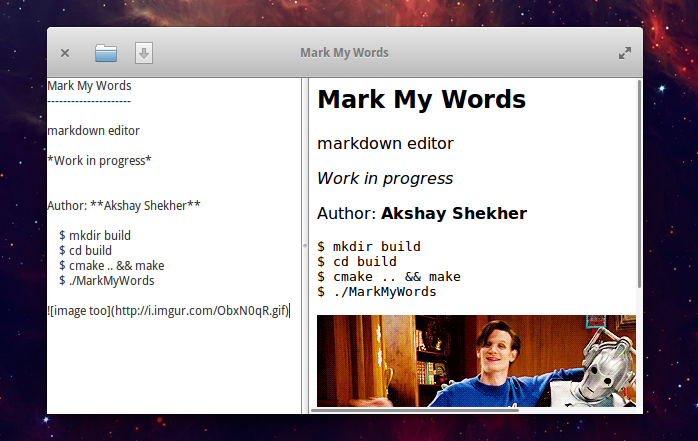 Mark My Words
Mark My Words
---------------------
markdown editor
*Work in progress*
Author: **Akshay Shekher**
$ mkdir build
$ cd build
$ cmake .. && make
$ ./MarkMyWords
![image too](http://i.imgur.com/ObxN0qR.gif)
Mark My Words
markdown editor
Work in progress
Author: Akshay Shekher
$ mkdir build
$ cd build
$ cmake .. && make
$ ./MarkMyWords